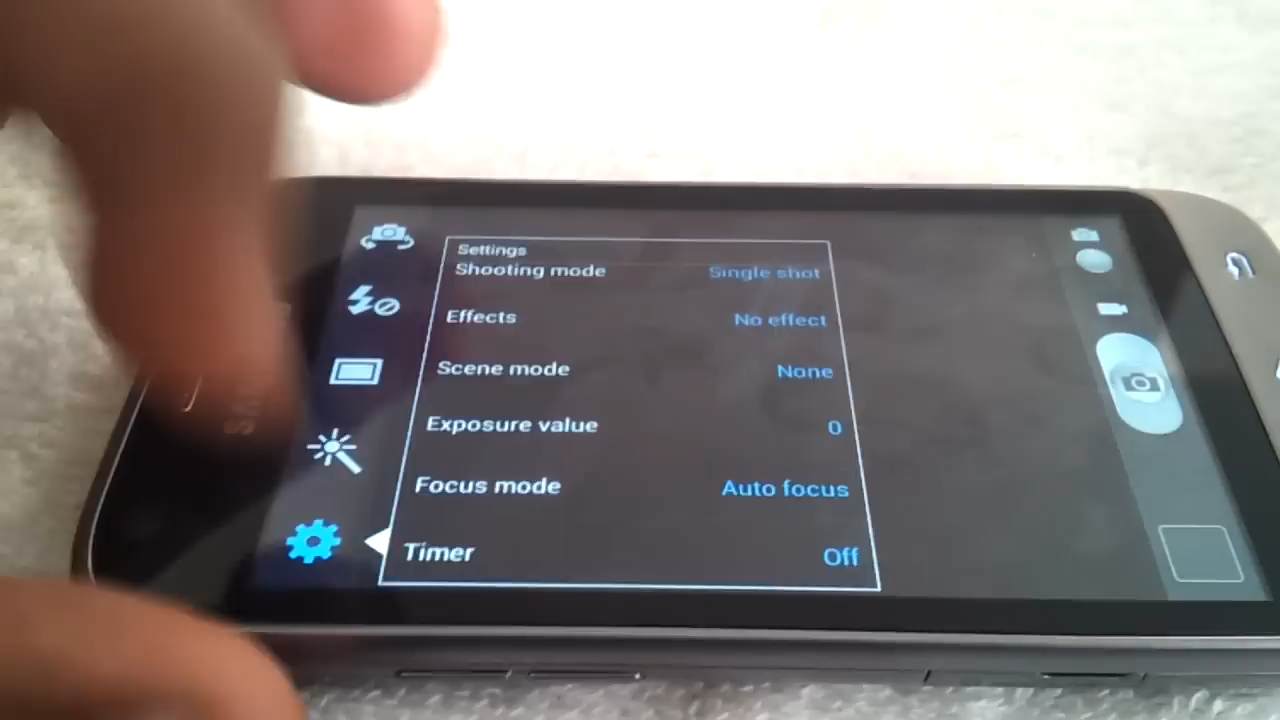 Settings
Shooting mode Single shot
Effects No effect
Scene mode None
Exposure value 0
Focus mode Auto focus
Timer Off